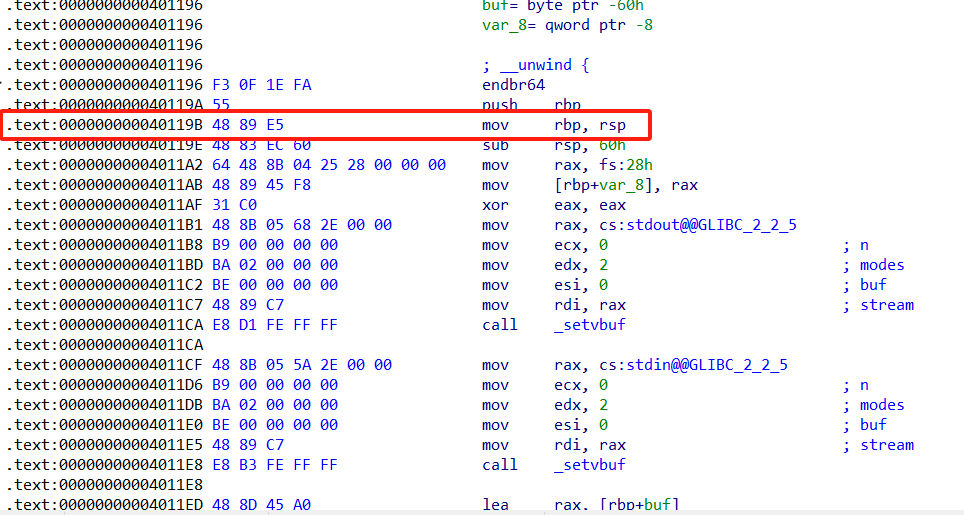 .text:0000000000401196 buf= byte ptr -60h
.text:0000000000401196 var_8= qword ptr -8
.text:0000000000401196
.text:0000000000401196 ; __unwind {
.text:0000000000401196 F3 0F 1E FA endbr64
.text:000000000040119A 55 push rbp
.text:000000000040119B 48 89 E5 mov rbp, rsp
.text:000000000040119E 48 83 EC 60 sub rsp, 60h
.text:00000000004011A2 64 48 8B 04 25 28 00 00 00 mov rax, fs:28h
.text:00000000004011AB 48 89 45 F8 mov [rbp+var_8], rax
.text:00000000004011AF 31 C0 xor eax, eax
.text:00000000004011B1 48 8B 05 68 2E 00 00 mov rax, cs:stdout@@GLIBC_2_2_5
.text:00000000004011B8 B9 00 00 00 00 mov ecx, 0 ; n
.text:00000000004011BD BA 02 00 00 00 mov edx, 2 ; modes
.text:00000000004011C2 BE 00 00 00 00 mov esi, 0 ; buf
.text:00000000004011C7 48 89 C7 mov rdi, rax ; stream
.text:00000000004011CA E8 D1 FE FF FF call _setvbuf
.text:00000000004011CA
.text:00000000004011CF 48 8B 05 5A 2E 00 00 mov rax, cs:stdin@@GLIBC_2_2_5
.text:00000000004011D6 B9 00 00 00 00 mov ecx, 0 ; n
.text:00000000004011DB BA 02 00 00 00 mov edx, 2 ; modes
.text:00000000004011E0 BE 00 00 00 00 mov esi, 0 ; buf
.text:00000000004011E5 48 89 C7 mov rdi, rax ; stream
.text:00000000004011E8 E8 B3 FE FF FF call _setvbuf
.text:00000000004011E8
.text:00000000004011ED 48 8D 45 A0 lea rax, [rbp+buf]